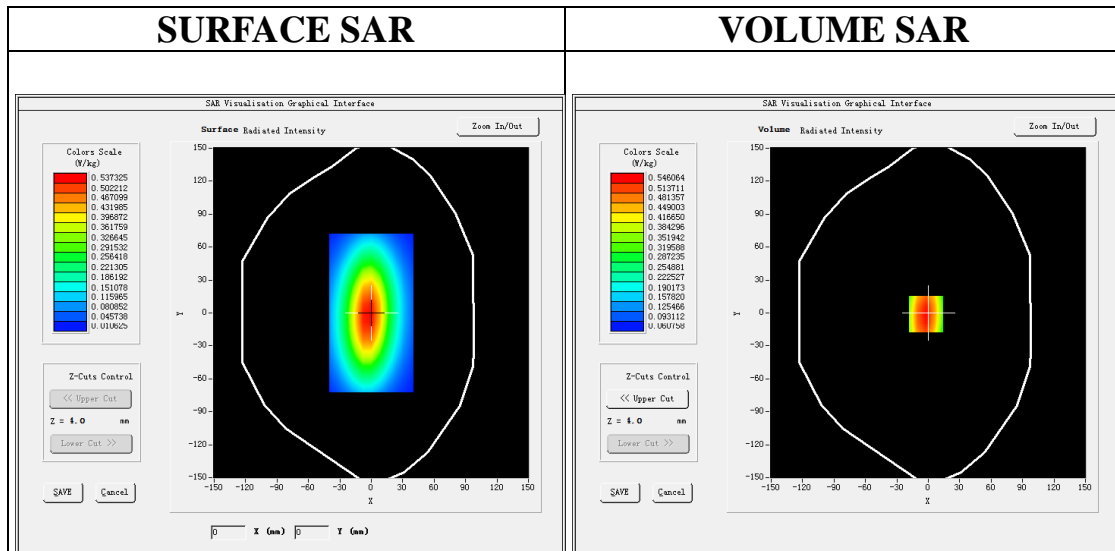 SURFACE SAR
VOLUME SAR
SAR Visualisation Graphical Interface
Surface Radiated Intensity
Zoom In/Out
Colors Scale
(W/kg)
0.537325
0.502212
0.467099
0.431985
0.396872
0.361759
0.326645
0.291532
0.256418
0.221305
0.186192
0.151078
0.115965
0.080852
0.045738
0.010625
150
120
90
60
30
0
-30
-60
-90
-120
-150
Y
-150 -120 -90 -60 -30 0 30 60 90 120 150
X
Z-Cuts Control
<< Upper Cut
Z = 4.0 mm
Lower Cut >>
SAVE Cancel
0 X (mm) 0 Y (mm)
SAR Visualisation Graphical Interface
Volume Radiated Intensity
Zoom In/Out
Colors Scale
(W/kg)
0.546064
0.513711
0.481357
0.449003
0.416650
0.384296
0.351942
0.319588
0.287235
0.254881
0.222527
0.190173
0.157820
0.125466
0.093112
0.060758
150
120
90
60
30
0
-30
-60
-90
-120
-150
Y
-150 -120 -90 -60 -30 0 30 60 90 120 150
X
Z-Cuts Control
<< Upper Cut
Z = 4.0 mm
Lower Cut >>
SAVE Cancel